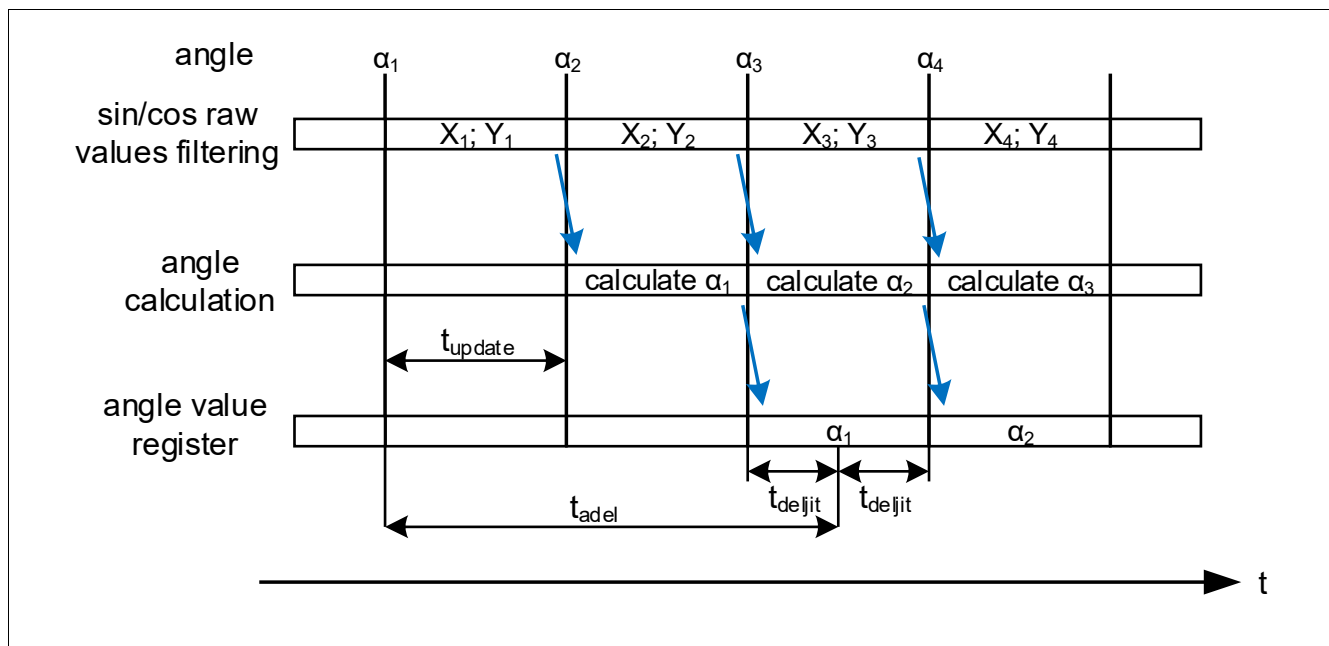 angle α₁ α₂ α₃ α₄
sin/cos raw
values filtering
X₁; Y₁ X₂; Y₂ X₃; Y₃ X₄; Y₄
angle
calculation
calculate α₁ calculate α₂ calculate α₃
tupdate
angle value
register
α₁ α₂
tdeljit tdeljit
tadel
t